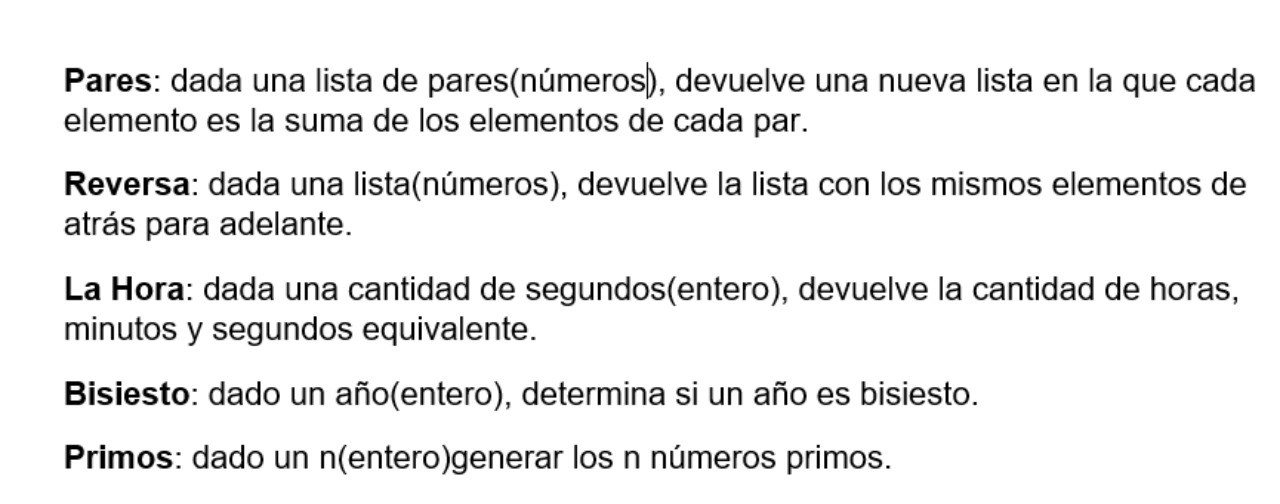 Pares: dada una lista de pares(números), devuelve una nueva lista en la que cada
elemento es la suma de los elementos de cada par.
Reversa: dada una lista(números), devuelve la lista con los mismos elementos de
atrás para adelante.
La Hora: dada una cantidad de segundos(entero), devuelve la cantidad de horas,
minutos y segundos equivalente.
Bisiesto: dado un año(entero), determina si un año es bisiesto.
Primos: dado un n(entero)generar los n números primos.